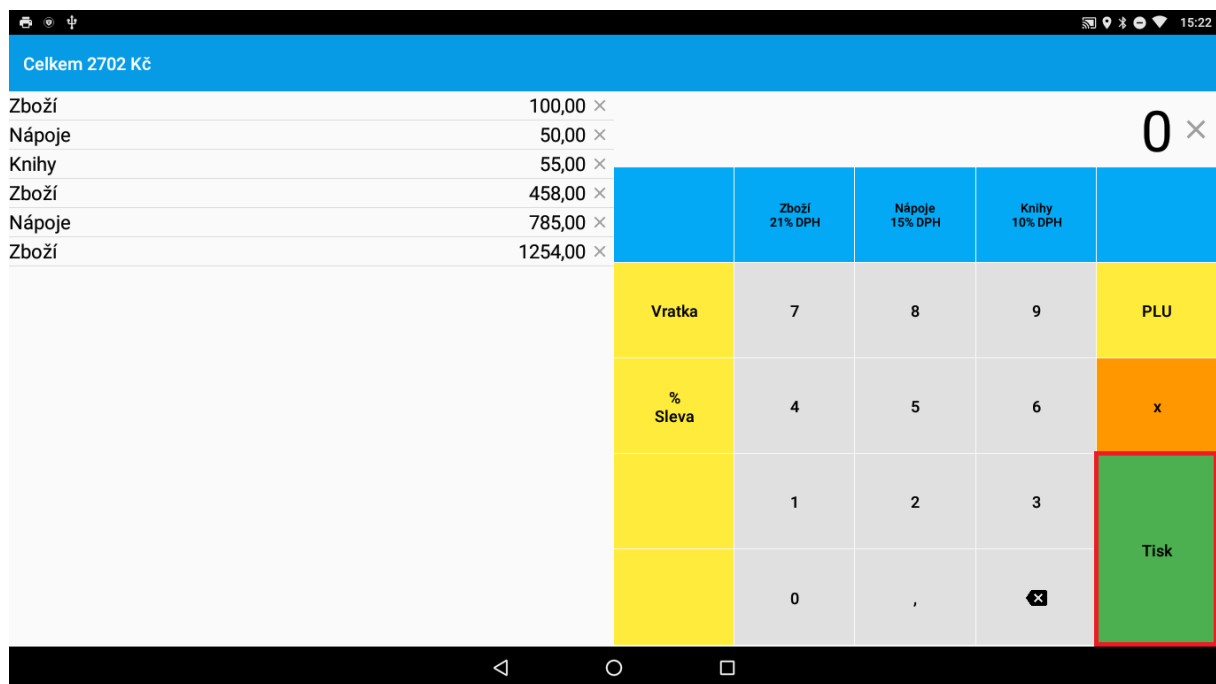 15:22
Celkem 2702 Kč
Zboží 100,00 ×
Nápoje 50,00 ×
Knihy 55,00 ×
Zboží 458,00 ×
Nápoje 785,00 ×
Zboží 1254,00 ×
0 ×
Zboží
21% DPH
Nápoje
15% DPH
Knihy
10% DPH
Vratka 7 8 9 PLU
%
Sleva
4 5 6 x
1 2 3
Tisk
0 ,